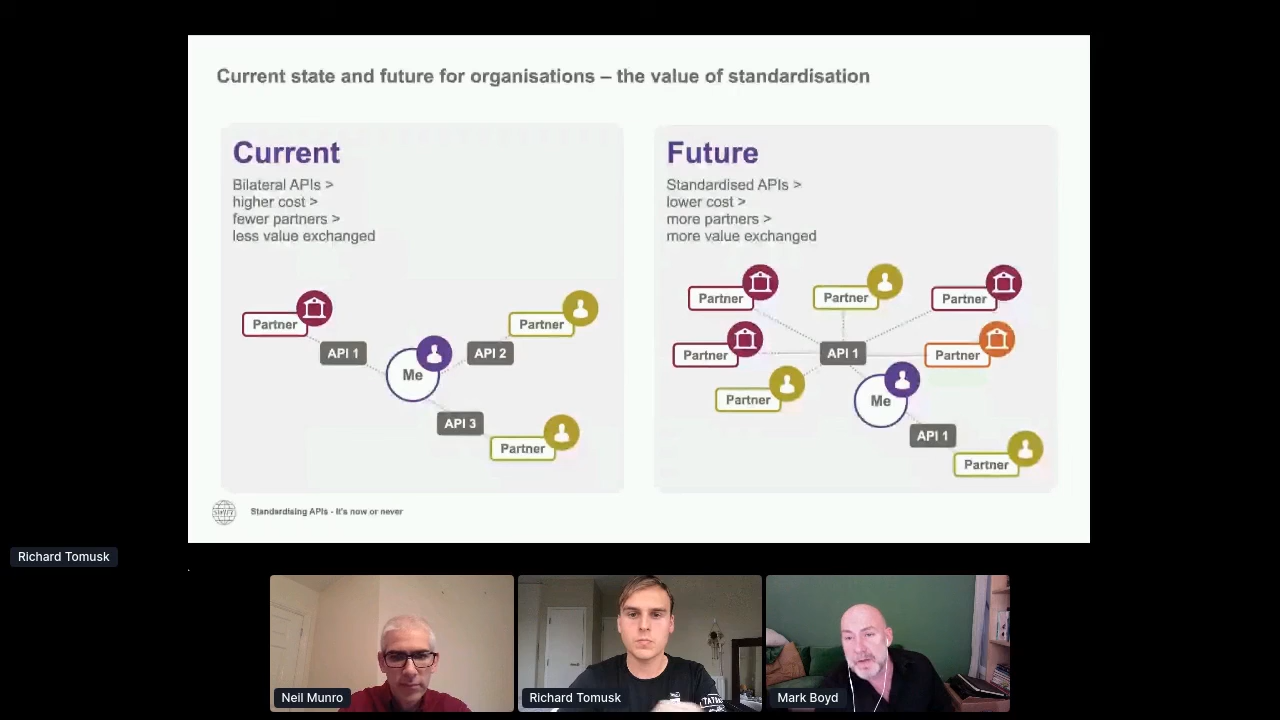 Current state and future for organisations – the value of standardisation
Current
Bilateral APIs >
higher cost >
fewer partners >
less value exchanged
Partner
API 1
Me
API 2
Partner
API 3
Partner
Future
Standardised APIs >
lower cost >
more partners >
more value exchanged
Partner
Partner
Partner
Partner
API 1
Partner
Partner
Me
API 1
Partner
SWIFT
Standardising APIs - it's now or never
Richard Tomusk
Neil Munro
Richard Tomusk
Mark Boyd